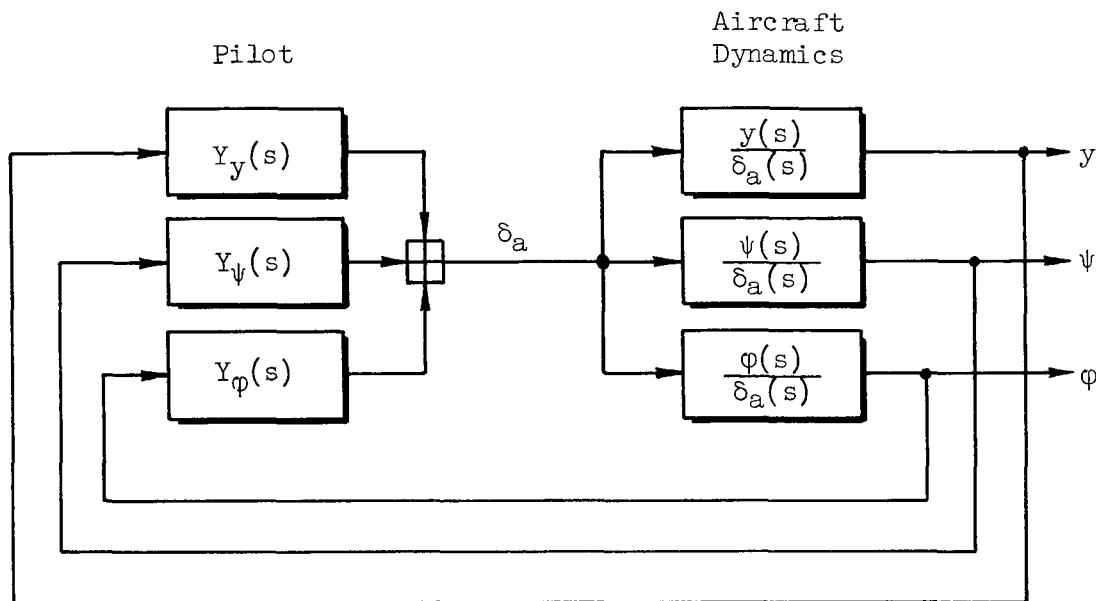 Aircraft
Dynamics
Pilot
Y_y(s)
y(s)
δ_a(s)
y
Y_ψ(s)
δ_a
ψ(s)
δ_a(s)
ψ
Y_φ(s)
φ(s)
δ_a(s)
φ